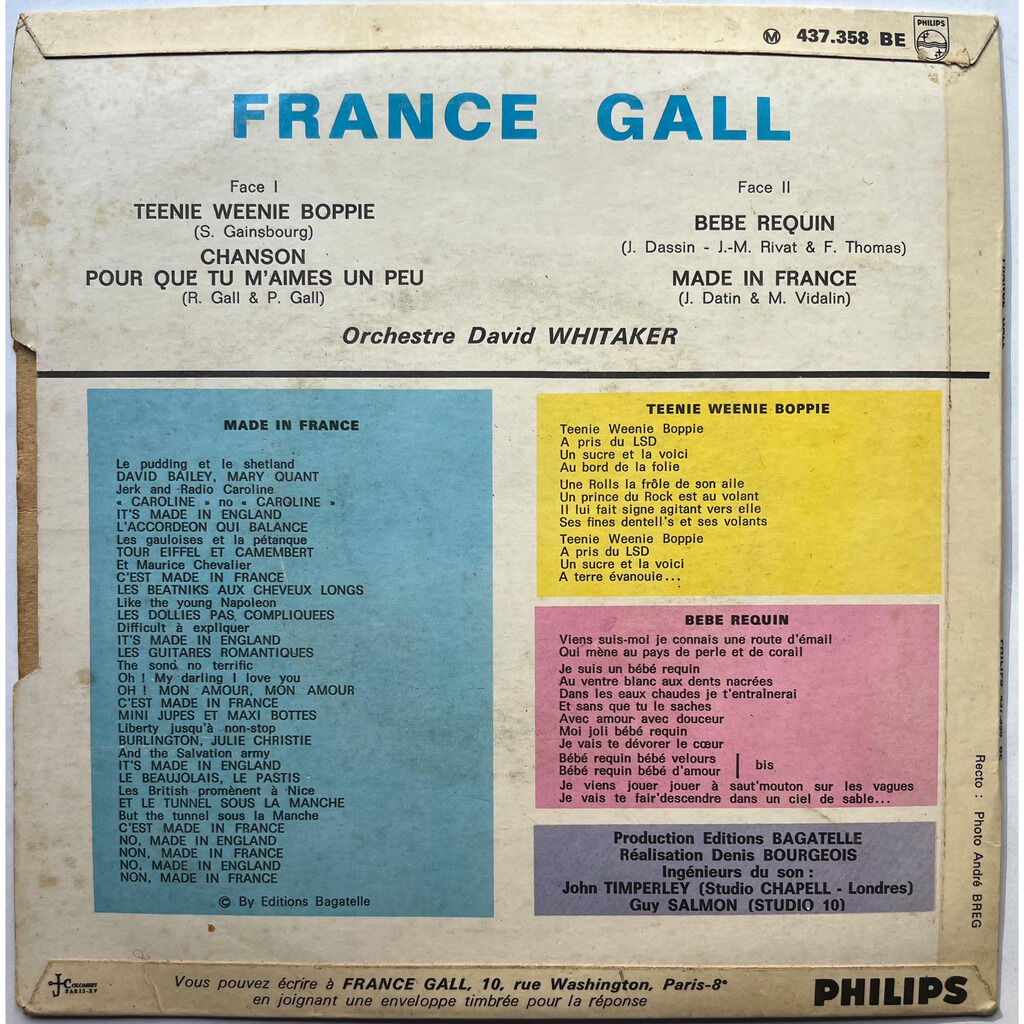 Ⓜ 437.358 BE
PHILIPS
FRANCE GALL
Face I
TEENIE WEENIE BOPPIE
(S. Gainsbourg)
CHANSON
POUR QUE TU M'AIMES UN PEU
(R. Gall & P. Gall)
Face II
BEBE REQUIN
(J. Dassin - J.-M. Rivat & F. Thomas)
MADE IN FRANCE
(J. Datin & M. Vidalin)
Orchestre David WHITAKER
MADE IN FRANCE
Le pudding et le shetland
DAVID BAILEY, MARY QUANT
Jerk and Radio Caroline
« CAROLINE » no « CAROLINE »
IT'S MADE IN ENGLAND
L'ACCORDEON QUI BALANCE
Les gauloises et la pétanque
TOUR EIFFEL ET CAMEMBERT
Et Maurice Chevalier
C'EST MADE IN FRANCE
LES BEATNIKS AUX CHEVEUX LONGS
Like the young Napoleon
LES DOLLIES PAS COMPLIQUEES
Difficult à expliquer
IT'S MADE IN ENGLAND
LES GUITARES ROMANTIQUES
The sond no terrific
Oh ! My darling I love you
OH ! MON AMOUR, MON AMOUR
C'EST MADE IN FRANCE
MINI JUPES ET MAXI BOTTES
Liberty jusqu'à non-stop
BURLINGTON, JULIE CHRISTIE
And the Salvation army
IT'S MADE IN ENGLAND
LE BEAUJOLAIS, LE PASTIS
Les British promènent à Nice
ET LE TUNNEL SOUS LA MANCHE
But the tunnel sous la Manche
C'EST MADE IN FRANCE
NO, MADE IN ENGLAND
NON, MADE IN FRANCE
NO, MADE IN ENGLAND
NON, MADE IN FRANCE
© By Editions Bagatelle
TEENIE WEENIE BOPPIE
Teenie Weenie Boppie
A pris du LSD
Un sucre et la voici
Au bord de la folie
Une Rolls la frôle de son aile
Un prince du Rock est au volant
Il lui fait signe agitant vers elle
Ses fines dentell's et ses volants
Teenie Weenie Boppie
A pris du LSD
Un sucre et la voici
A terre évanouie...
BEBE REQUIN
Viens suis-moi je connais une route d'émail
Qui mène au pays de perle et de corail
Je suis un bébé requin
Au ventre blanc aux dents nacrées
Dans les eaux chaudes je t'entraînerai
Et sans que tu le saches
Avec amour avec douceur
Moi joli bébé requin
Je vais te dévorer le cœur
Bébé requin bébé velours
Bébé requin bébé d'amour | bis
Je viens jouer jouer à saut'mouton sur les vagues
Je vais te fair'descendre dans un ciel de sable...
Production Editions BAGATELLE
Réalisation Denis BOURGEOIS
Ingénieurs du son :
John TIMPERLEY (Studio CHAPELL - Londres)
Guy SALMON (STUDIO 10)
Recto : Photo André BREG
J COLOMBET
PARIS-XV
Vous pouvez écrire à FRANCE GALL, 10, rue Washington, Paris-8e
en joignant une enveloppe timbrée pour la réponse
PHILIPS